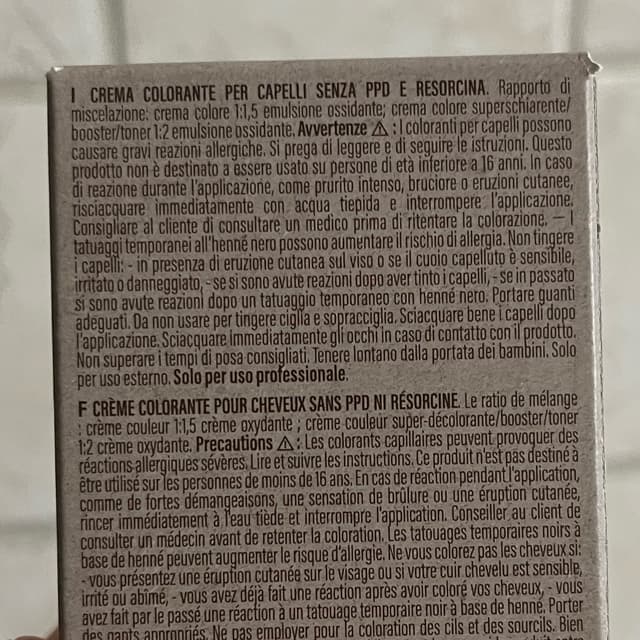 I CREMA COLORANTE PER CAPELLI SENZA PPD E RESORCINA. Rapporto di
miscelazione: crema colore 1:1,5 emulsione ossidante; crema colore superschiarente/
booster/toner 1:2 emulsione ossidante. Avvertenze ⚠: I coloranti per capelli possono
causare gravi reazioni allergiche. Si prega di leggere e di seguire le istruzioni. Questo
prodotto non è destinato a essere usato su persone di età inferiore a 16 anni. In caso
di reazione durante l'applicazione, come prurito intenso, bruciore o eruzioni cutanee,
risciacquare immediatamente con acqua tiepida e interrompere l'applicazione.
Consigliare al cliente di consultare un medico prima di ritentare la colorazione. — I
tatuaggi temporanei all'henné nero possono aumentare il rischio di allergia. Non tingere
i capelli: - in presenza di eruzione cutanea sul viso o se il cuoio capelluto è sensibile,
irritato o danneggiato, - se si sono avute reazioni dopo aver tinto i capelli, - se in passato
si sono avute reazioni dopo un tatuaggio temporaneo con henné nero. Portare guanti
adeguati. Da non usare per tingere ciglia e sopracciglia. Sciacquare bene i capelli dopo
l'applicazione. Sciacquare immediatamente gli occhi in caso di contatto con il prodotto.
Non superare i tempi di posa consigliati. Tenere lontano dalla portata dei bambini. Solo
per uso esterno. Solo per uso professionale.
F CRÈME COLORANTE POUR CHEVEUX SANS PPD NI RÉSORCINE. Le ratio de mélange
: crème couleur 1:1,5 crème oxydante ; crème couleur super-décolorante/booster/toner
1:2 crème oxydante. Precautions ⚠: Les colorants capillaires peuvent provoquer des
réactions allergiques sévères. Lire et suivre les instructions. Ce produit n'est pas destiné à
être utilisé sur les personnes de moins de 16 ans. En cas de réaction pendant l'application,
comme de fortes démangeaisons, une sensation de brûlure ou une éruption cutanée,
rincer immédiatement à l'eau tiède et interrompre l'application. Conseiller au client de
consulter un médecin avant de retenter la coloration. Les tatouages temporaires noirs à
base de henné peuvent augmenter le risque d'allergie. Ne vous colorez pas les cheveux si:
- vous présentez une éruption cutanée sur le visage ou si votre cuir chevelu est sensible,
irrité ou abîmé, - vous avez déjà fait une réaction après avoir coloré vos cheveux, - vous
avez fait par le passé une réaction à un tatouage temporaire noir à base de henné. Porter
des gants appropriés. Ne pas employer pour la coloration des cils et des sourcils. Bien